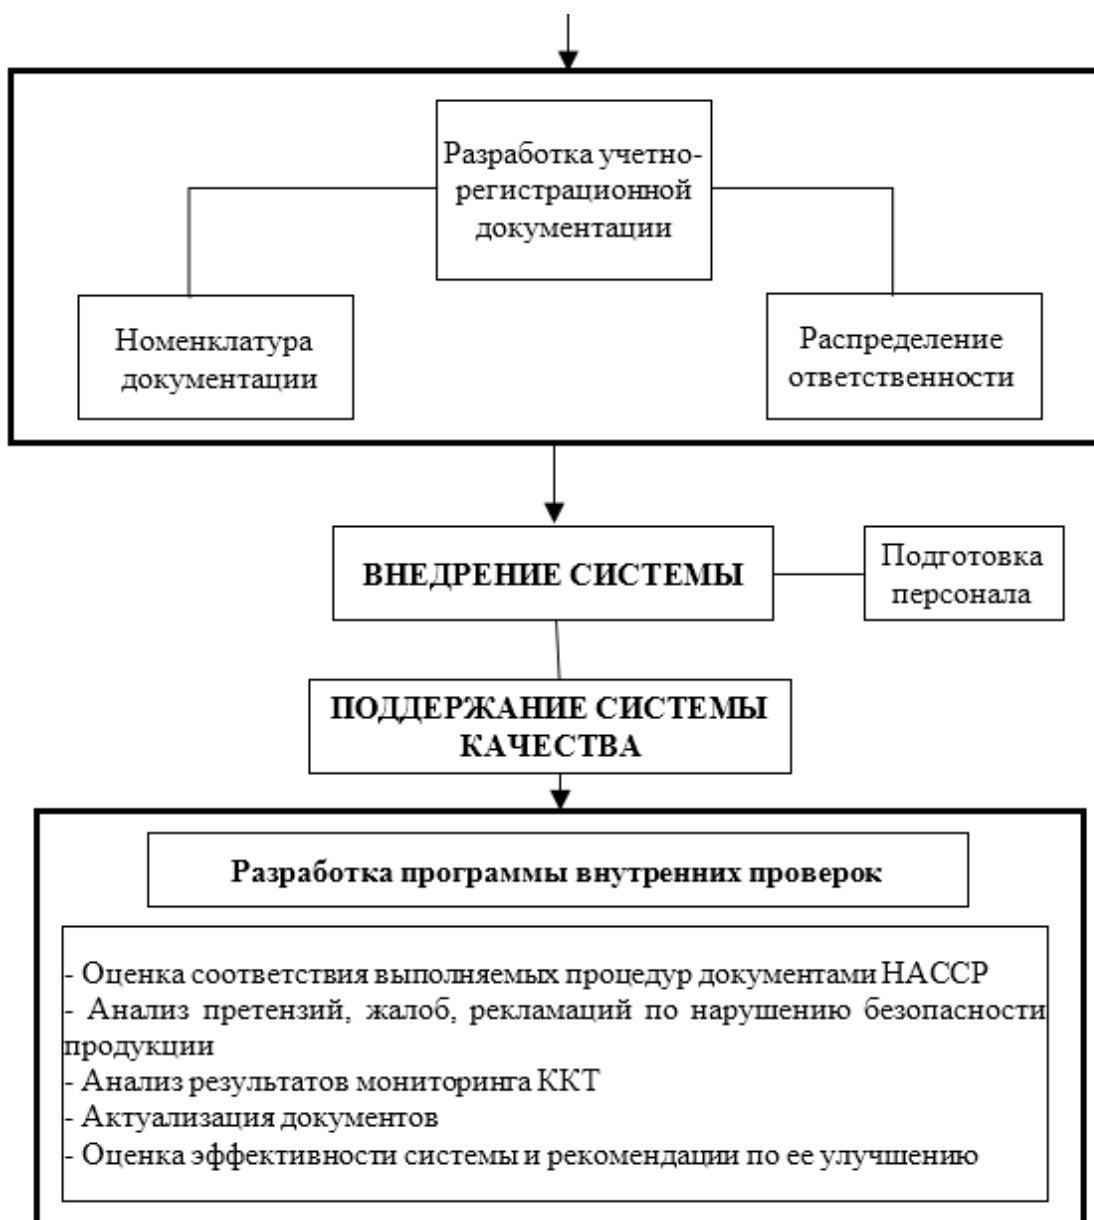 Разработка учетно-
регистрационной
документации
Номенклатура
документации
Распределение
ответственности
ВНЕДРЕНИЕ СИСТЕМЫ
Подготовка
персонала
ПОДДЕРЖАНИЕ СИСТЕМЫ
КАЧЕСТВА
Разработка программы внутренних проверок
- Оценка соответствия выполняемых процедур документами НАССР
- Анализ претензий, жалоб, рекламаций по нарушению безопасности
продукции
- Анализ результатов мониторинга ККТ
- Актуализация документов
- Оценка эффективности системы и рекомендации по ее улучшению